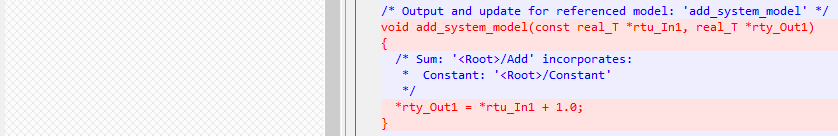 /* Output and update for referenced model: 'add_system_model' */
void add_system_model(const real_T *rtu_In1, real_T *rty_Out1)
{
  /* Sum: '<Root>/Add' incorporates:
   *  Constant: '<Root>/Constant'
   */
  *rty_Out1 = *rtu_In1 + 1.0;
}